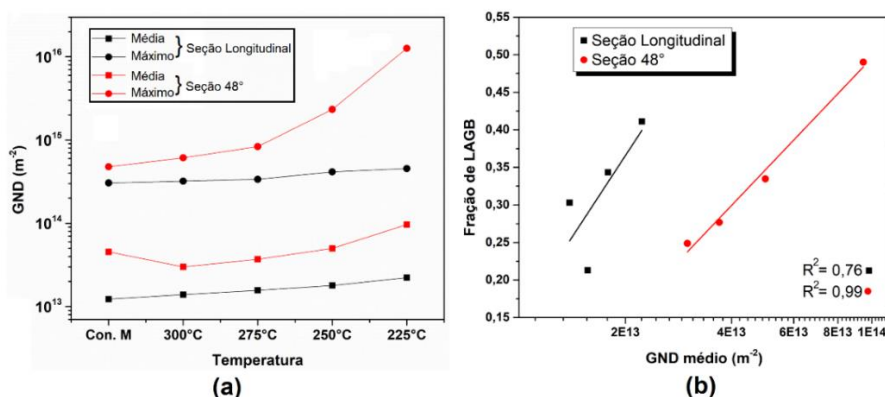 Média
Máximo
} Seção Longitudinal
Média
Máximo
} Seção 48°
10^16
10^15
10^14
10^13
GND (m^-2)
Con. M 300°C 275°C 250°C 225°C
Temperatura
(a)
Seção Longitudinal
Seção 48°
0,55
0,50
0,45
0,40
0,35
0,30
0,25
0,20
0,15
Fração de LAGB
R^2= 0,76
R^2= 0,99
2E13 4E13 6E13 8E13 1E14
GND médio (m^-2)
(b)